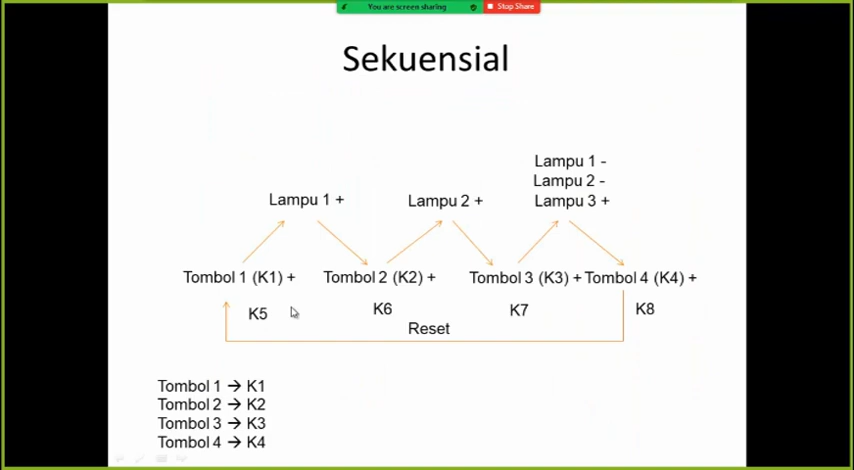 You are screen sharing
Stop Share
Sekuensial
Lampu 1 -
Lampu 2 -
Lampu 1 +
Lampu 2 +
Lampu 3 +
Tombol 1 (K1) +
Tombol 2 (K2) +
Tombol 3 (K3) +
Tombol 4 (K4) +
K5
K6
K7
K8
Reset
Tombol 1 → K1
Tombol 2 → K2
Tombol 3 → K3
Tombol 4 → K4